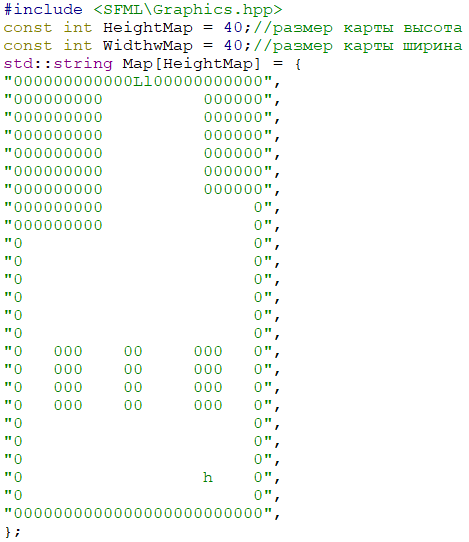 #include <SFML\Graphics.hpp>
const int HeightMap = 40;//размер карты высота
const int WidthwMap = 40;//размер карты ширина
std::string Map[HeightMap] = {
"000000000000Ll00000000000",
"000000000          000000",
"000000000          000000",
"000000000          000000",
"000000000          000000",
"000000000          000000",
"000000000          000000",
"000000000               0",
"000000000               0",
"0                       0",
"0                       0",
"0                       0",
"0                       0",
"0                       0",
"0                       0",
"0   000    00     000   0",
"0   000    00     000   0",
"0   000    00     000   0",
"0   000    00     000   0",
"0                       0",
"0                       0",
"0                       0",
"0                  h    0",
"0                       0",
"0000000000000000000000000",
};